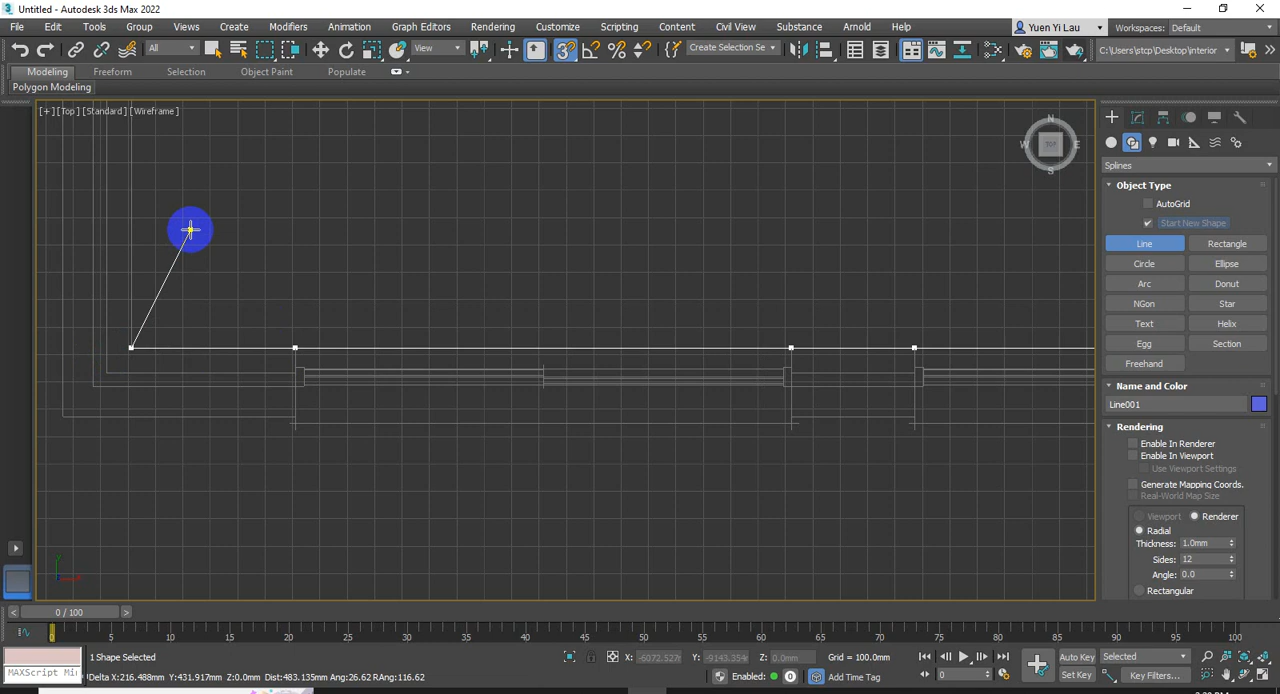 Untitled - Autodesk 3ds Max 2022
File Edit Tools Group Views Create Modifiers Animation Graph Editors Rendering Customize Scripting Content Civil View Substance Arnold Help Yuen Yi Lau Workspaces: Default
All View Create Selection Se C:\Users\stcp\Desktop\interior
Modeling Freeform Selection Object Paint Populate
Polygon Modeling
[+] [Top] [Standard] [Wireframe]
N
W TOP E
S
Splines
Object Type
AutoGrid
Start New Shape
Line Rectangle
Circle Ellipse
Arc Donut
NGon Star
Text Helix
Egg Section
Freehand
Name and Color
Line001
Rendering
Enable In Renderer
Enable In Viewport
Use Viewport Settings
Generate Mapping Coords.
Real-World Map Size
Viewport Renderer
Radial
Thickness: 1.0mm
Sides: 12
Angle: 0.0
Rectangular
y
0 / 100
0 5 10 15 20 25 30 35 40 45 50 55 60 65 70 75 80 85 90 95 100
1 Shape Selected X: -6072.527 Y: -9143.354 Z: 0.0mm Grid = 100.0mm Auto Key Selected
MAXScript Mi Delta X:216.488mm Y:431.917mm Z:0.0mm Dist:483.135mm Ang:26.62 RAng:116.62 Enabled: 0 Add Time Tag 0 Set Key Key Filters...